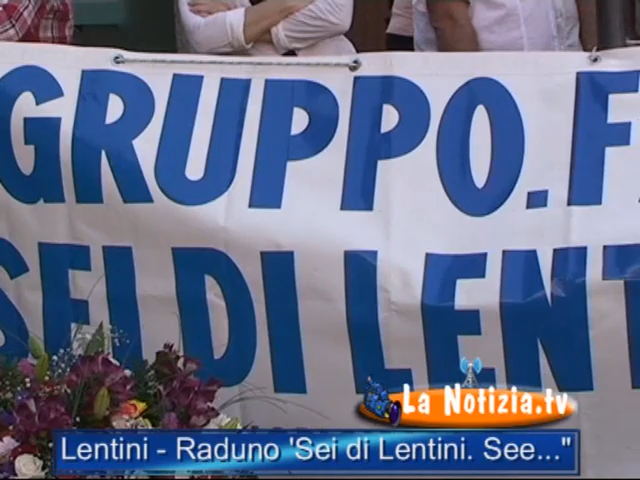 GRUPPO.F
SEI DI LENT
La Notizia.tv
Lentini - Raduno 'Sei di Lentini. See..."